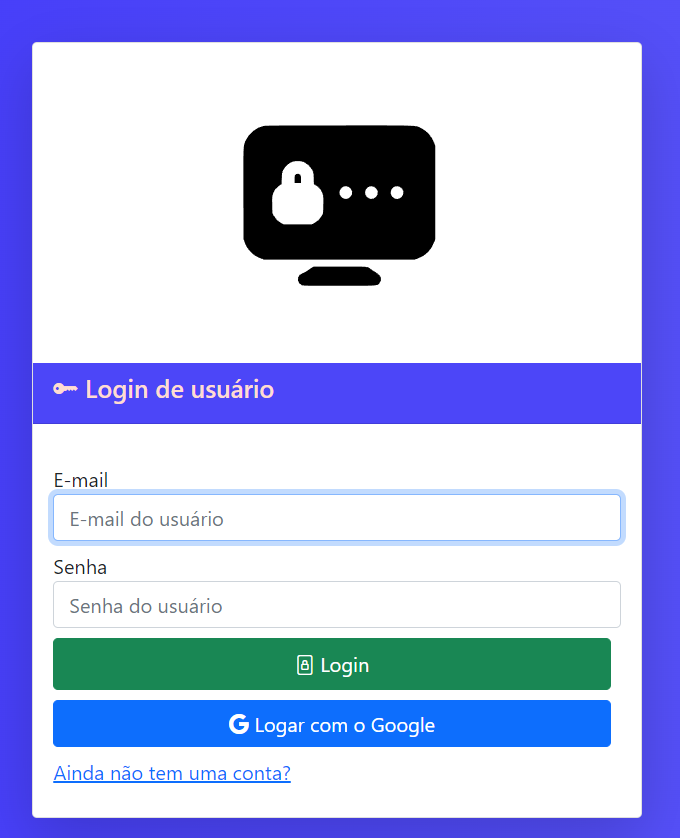 Login de usuário
E-mail
E-mail do usuário
Senha
Senha do usuário
Login
Logar com o Google
Ainda não tem uma conta?